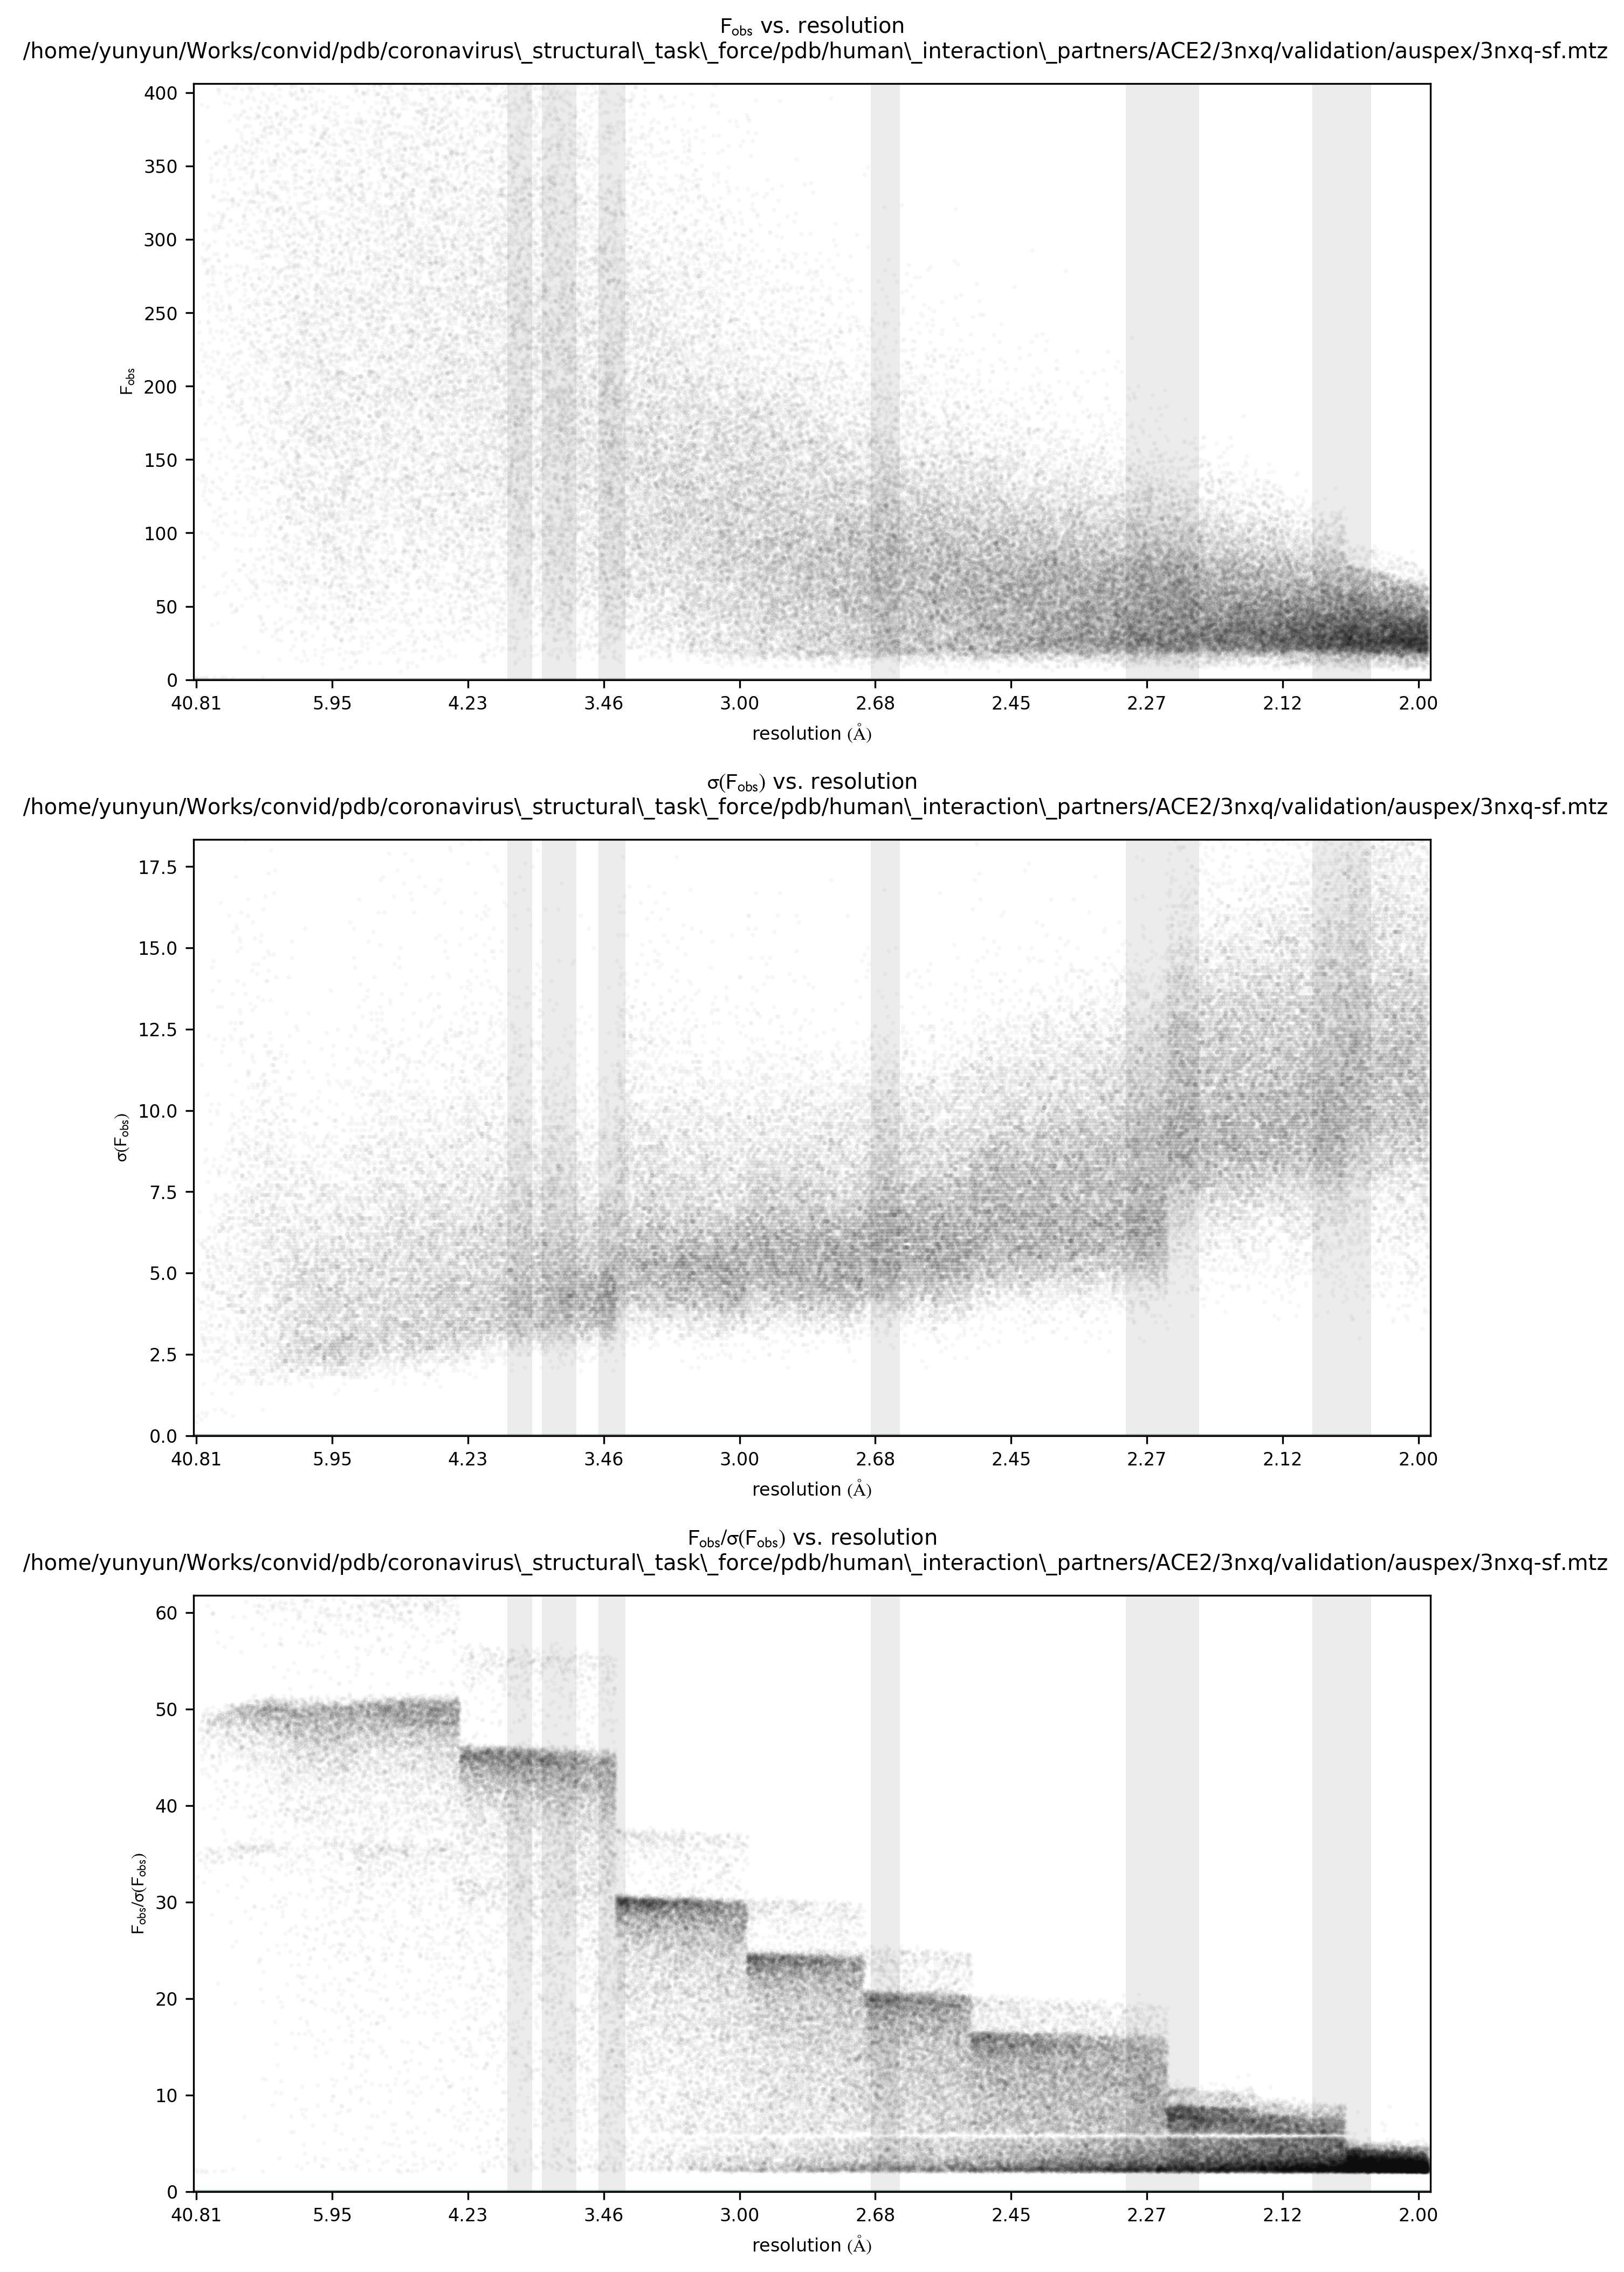 Fobs vs. resolution
/home/yunyun/Works/convid/pdb/coronavirus\_structural\_task\_force/pdb/human\_interaction\_partners/ACE2/3nxq/validation/auspex/3nxq-sf.mtz
400
350
300
250
200
150
100
50
0
Fobs
40.81 5.95 4.23 3.46 3.00 2.68 2.45 2.27 2.12 2.00
resolution (Å)
σ(Fobs) vs. resolution
/home/yunyun/Works/convid/pdb/coronavirus\_structural\_task\_force/pdb/human\_interaction\_partners/ACE2/3nxq/validation/auspex/3nxq-sf.mtz
17.5
15.0
12.5
10.0
7.5
5.0
2.5
0.0
σ(Fobs)
40.81 5.95 4.23 3.46 3.00 2.68 2.45 2.27 2.12 2.00
resolution (Å)
Fobs/σ(Fobs) vs. resolution
/home/yunyun/Works/convid/pdb/coronavirus\_structural\_task\_force/pdb/human\_interaction\_partners/ACE2/3nxq/validation/auspex/3nxq-sf.mtz
60
50
40
30
20
10
0
Fobs/σ(Fobs)
40.81 5.95 4.23 3.46 3.00 2.68 2.45 2.27 2.12 2.00
resolution (Å)